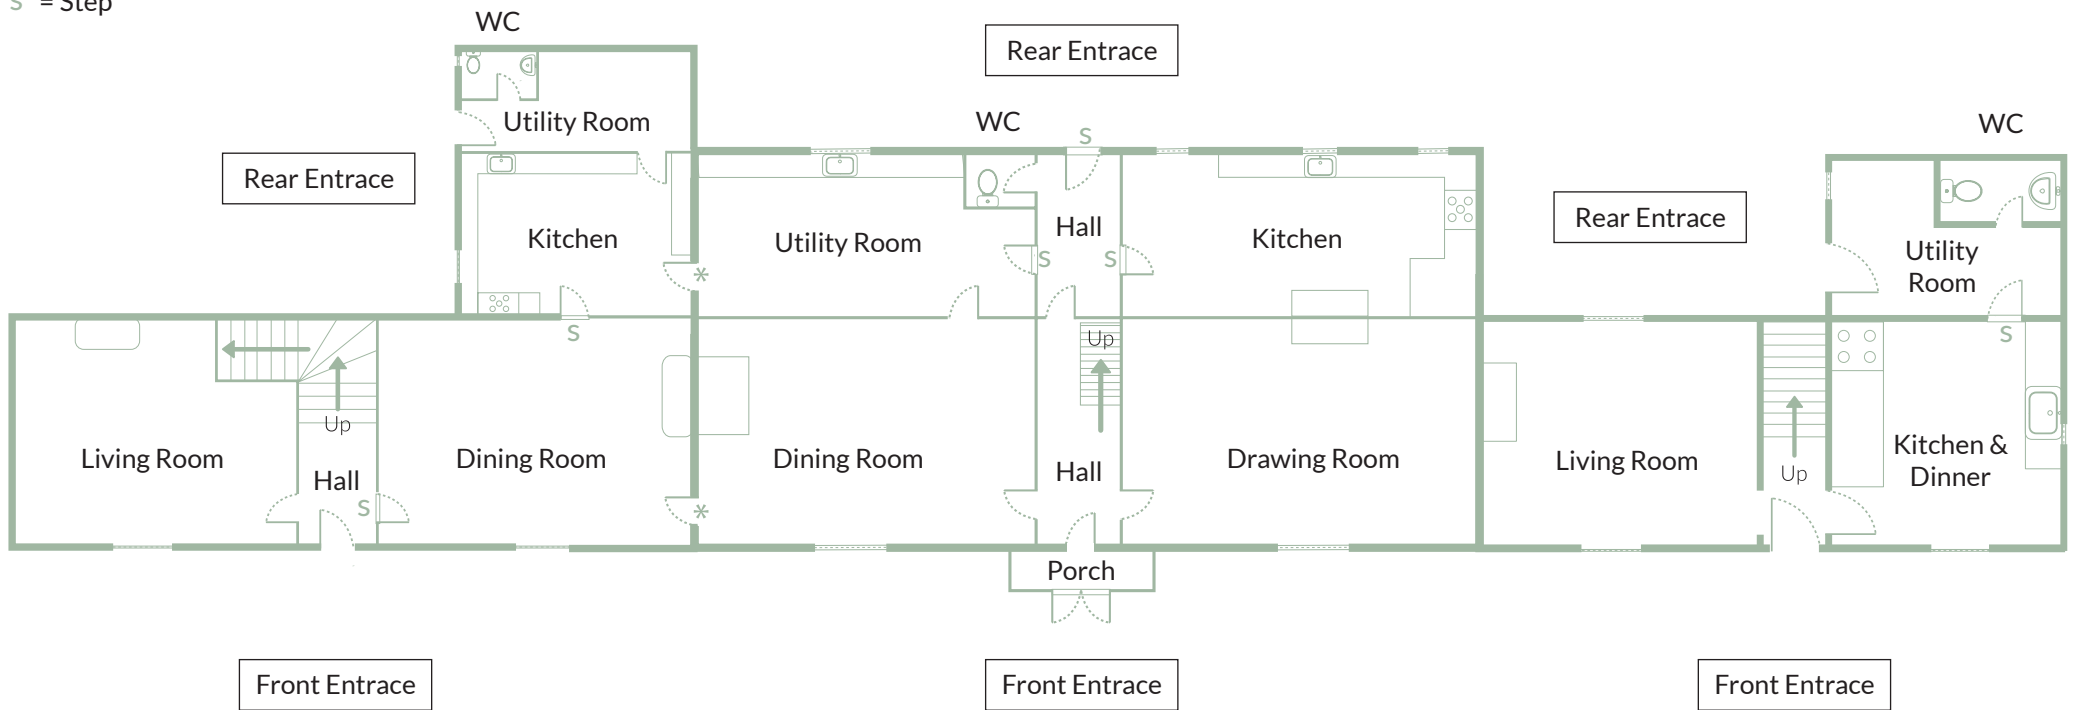 S = Step
WC
Rear Entrace
WC
WC
Utility Room
S
Rear Entrace
Rear Entrace
Kitchen
Utility Room
Hall
Kitchen
Utility
Room
S
S
*
S
Up
S
Up
Living Room
Dining Room
Dining Room
Drawing Room
Living Room
Kitchen &
Dinner
Hall
Hall
Up
S
*
Porch
Front Entrace
Front Entrace
Front Entrace